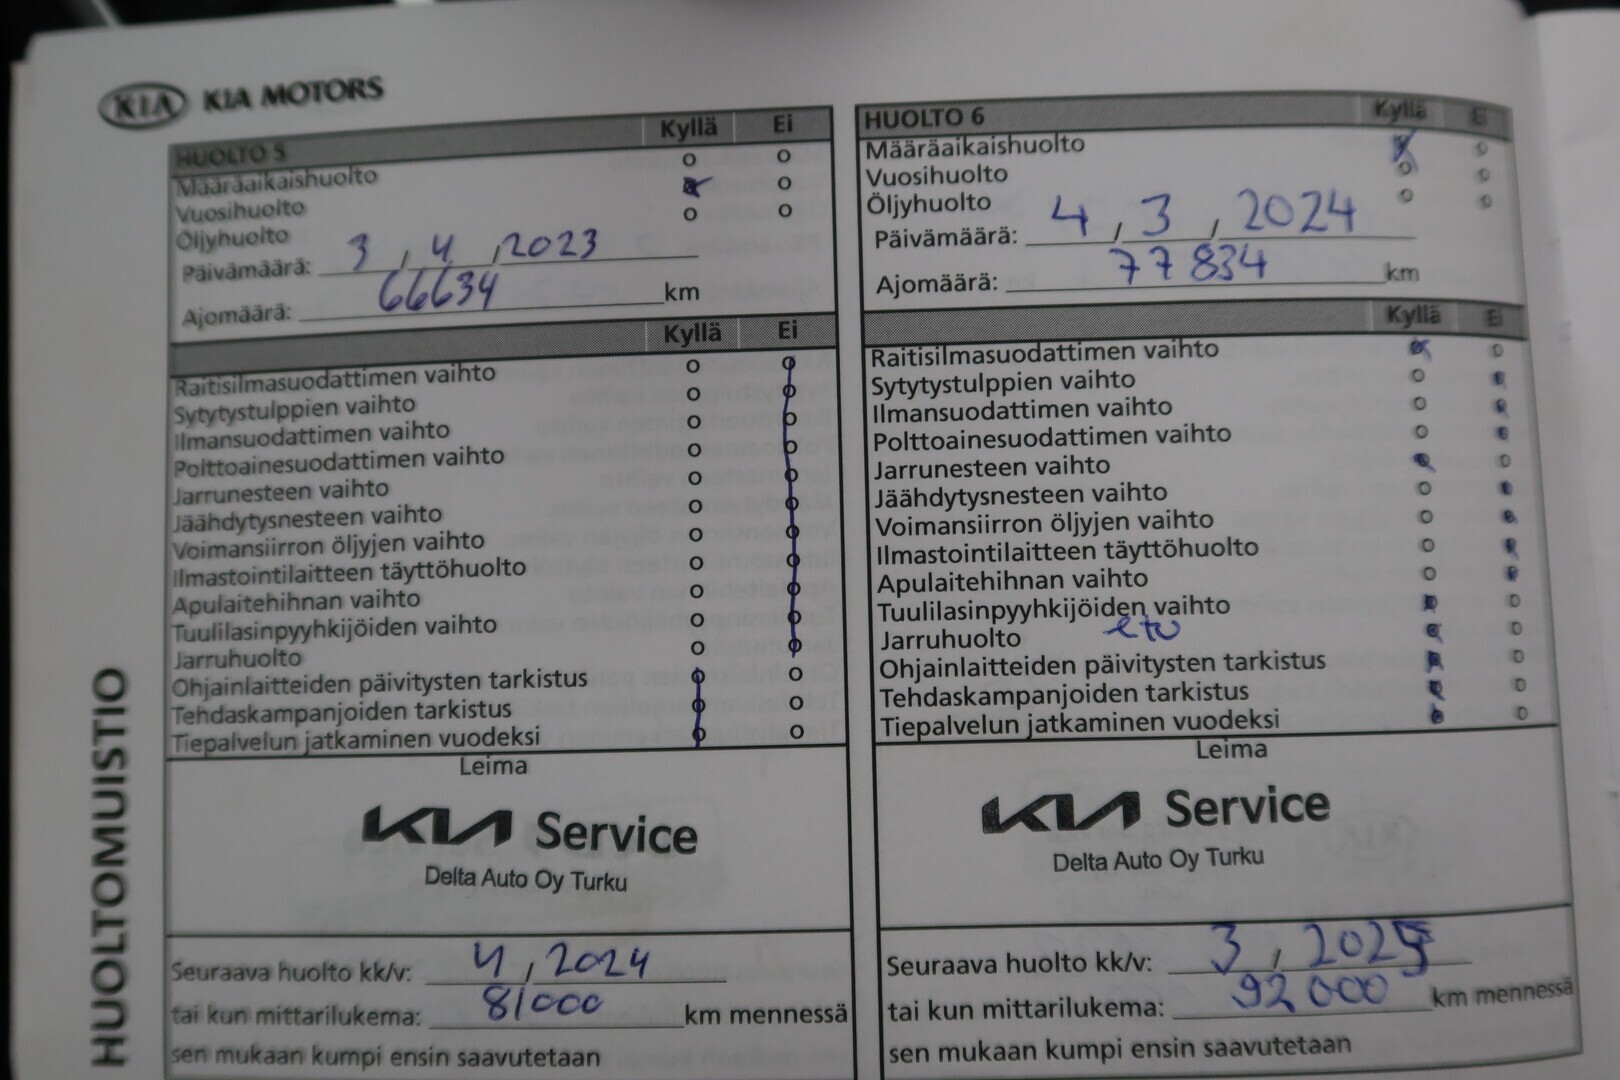 KIA KIA MOTORS
HUOLTO 5 Kyllä Ei
Määräaikaishuolto o o
Vuosihuolto o
Öljyhuolto o o
Päivämäärä: 3, 4, 2023
Ajomäärä: 66634 km
Kyllä Ei
Raitisilmasuodattimen vaihto
Sytytystulppien vaihto
Ilmansuodattimen vaihto
Polttoainesuodattimen vaihto
Jarrunesteen vaihto
Jäähdytysnesteen vaihto
Voimansiirron öljyjen vaihto
Ilmastointilaitteen täyttöhuolto
Apulaitehihnan vaihto
Tuulilasinpyyhkijöiden vaihto
Jarruhuolto
Ohjainlaitteiden päivitysten tarkistus
Tehdaskampanjoiden tarkistus
Tiepalvelun jatkaminen vuodeksi
Leima
KIA Service
Delta Auto Oy Turku
Seuraava huolto kk/v: 4, 2024
tai kun mittarilukema: 81000 km mennessä
sen mukaan kumpi ensin saavutetaan
HUOLTO 6 Kyllä Ei
Määräaikaishuolto
Vuosihuolto
Öljyhuolto
Päivämäärä: 4, 3, 2024
Ajomäärä: 77834 km
Kyllä Ei
Raitisilmasuodattimen vaihto
Sytytystulppien vaihto
Ilmansuodattimen vaihto
Polttoainesuodattimen vaihto
Jarrunesteen vaihto
Jäähdytysnesteen vaihto
Voimansiirron öljyjen vaihto
Ilmastointilaitteen täyttöhuolto
Apulaitehihnan vaihto
Tuulilasinpyyhkijöiden vaihto
Jarruhuolto etu
Ohjainlaitteiden päivitysten tarkistus
Tehdaskampanjoiden tarkistus
Tiepalvelun jatkaminen vuodeksi
Leima
KIA Service
Delta Auto Oy Turku
Seuraava huolto kk/v: 3, 2025
tai kun mittarilukema: 92000 km mennessä
sen mukaan kumpi ensin saavutetaan
HUOLTOMUISTIO